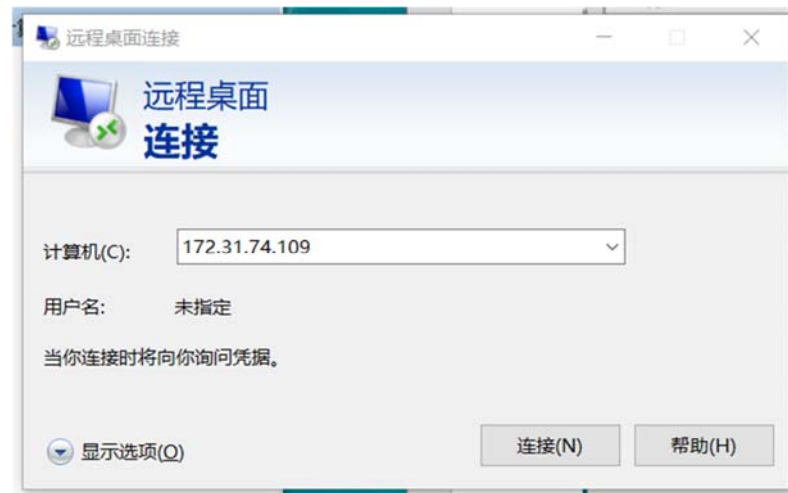 远程桌面连接
远程桌面
连接
计算机(C): 172.31.74.109
用户名: 未指定
当你连接时将向你询问凭据。
显示选项(O) 连接(N) 帮助(H)